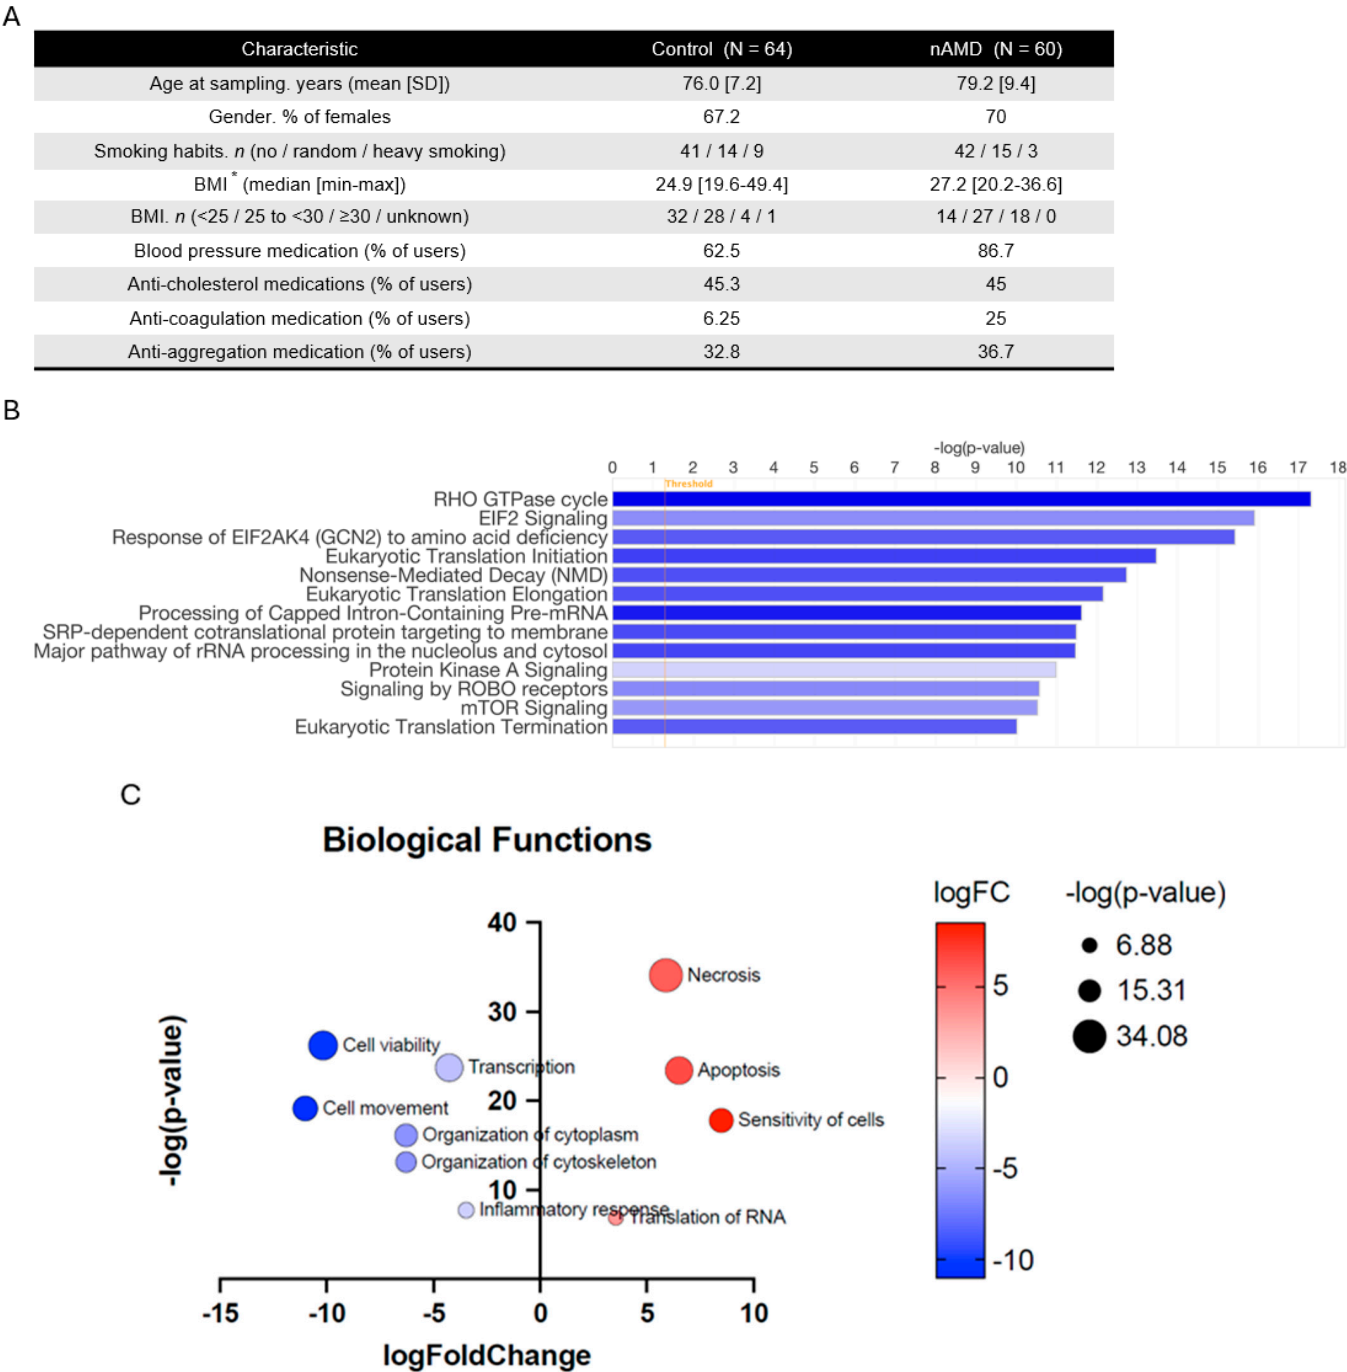 A
Characteristic Control (N = 64) nAMD (N = 60)
Age at sampling. years (mean [SD]) 76.0 [7.2] 79.2 [9.4]
Gender. % of females 67.2 70
Smoking habits. n (no / random / heavy smoking) 41 / 14 / 9 42 / 15 / 3
BMI * (median [min-max]) 24.9 [19.6-49.4] 27.2 [20.2-36.6]
BMI. n (<25 / 25 to <30 / ≥30 / unknown) 32 / 28 / 4 / 1 14 / 27 / 18 / 0
Blood pressure medication (% of users) 62.5 86.7
Anti-cholesterol medications (% of users) 45.3 45
Anti-coagulation medication (% of users) 6.25 25
Anti-aggregation medication (% of users) 32.8 36.7
B
-log(p-value)
0 1 2 3 4 5 6 7 8 9 10 11 12 13 14 15 16 17 18
Threshold
RHO GTPase cycle
EIF2 Signaling
Response of EIF2AK4 (GCN2) to amino acid deficiency
Eukaryotic Translation Initiation
Nonsense-Mediated Decay (NMD)
Eukaryotic Translation Elongation
Processing of Capped Intron-Containing Pre-mRNA
SRP-dependent cotranslational protein targeting to membrane
Major pathway of rRNA processing in the nucleolus and cytosol
Protein Kinase A Signaling
Signaling by ROBO receptors
mTOR Signaling
Eukaryotic Translation Termination
C
Biological Functions
-log(p-value)
40
30
20
10
Necrosis
Cell viability
Transcription
Apoptosis
Cell movement
Sensitivity of cells
Organization of cytoplasm
Organization of cytoskeleton
Inflammatory response
Translation of RNA
-15 -10 -5 0 5 10
logFoldChange
logFC
5
0
-5
-10
-log(p-value)
6.88
15.31
34.08